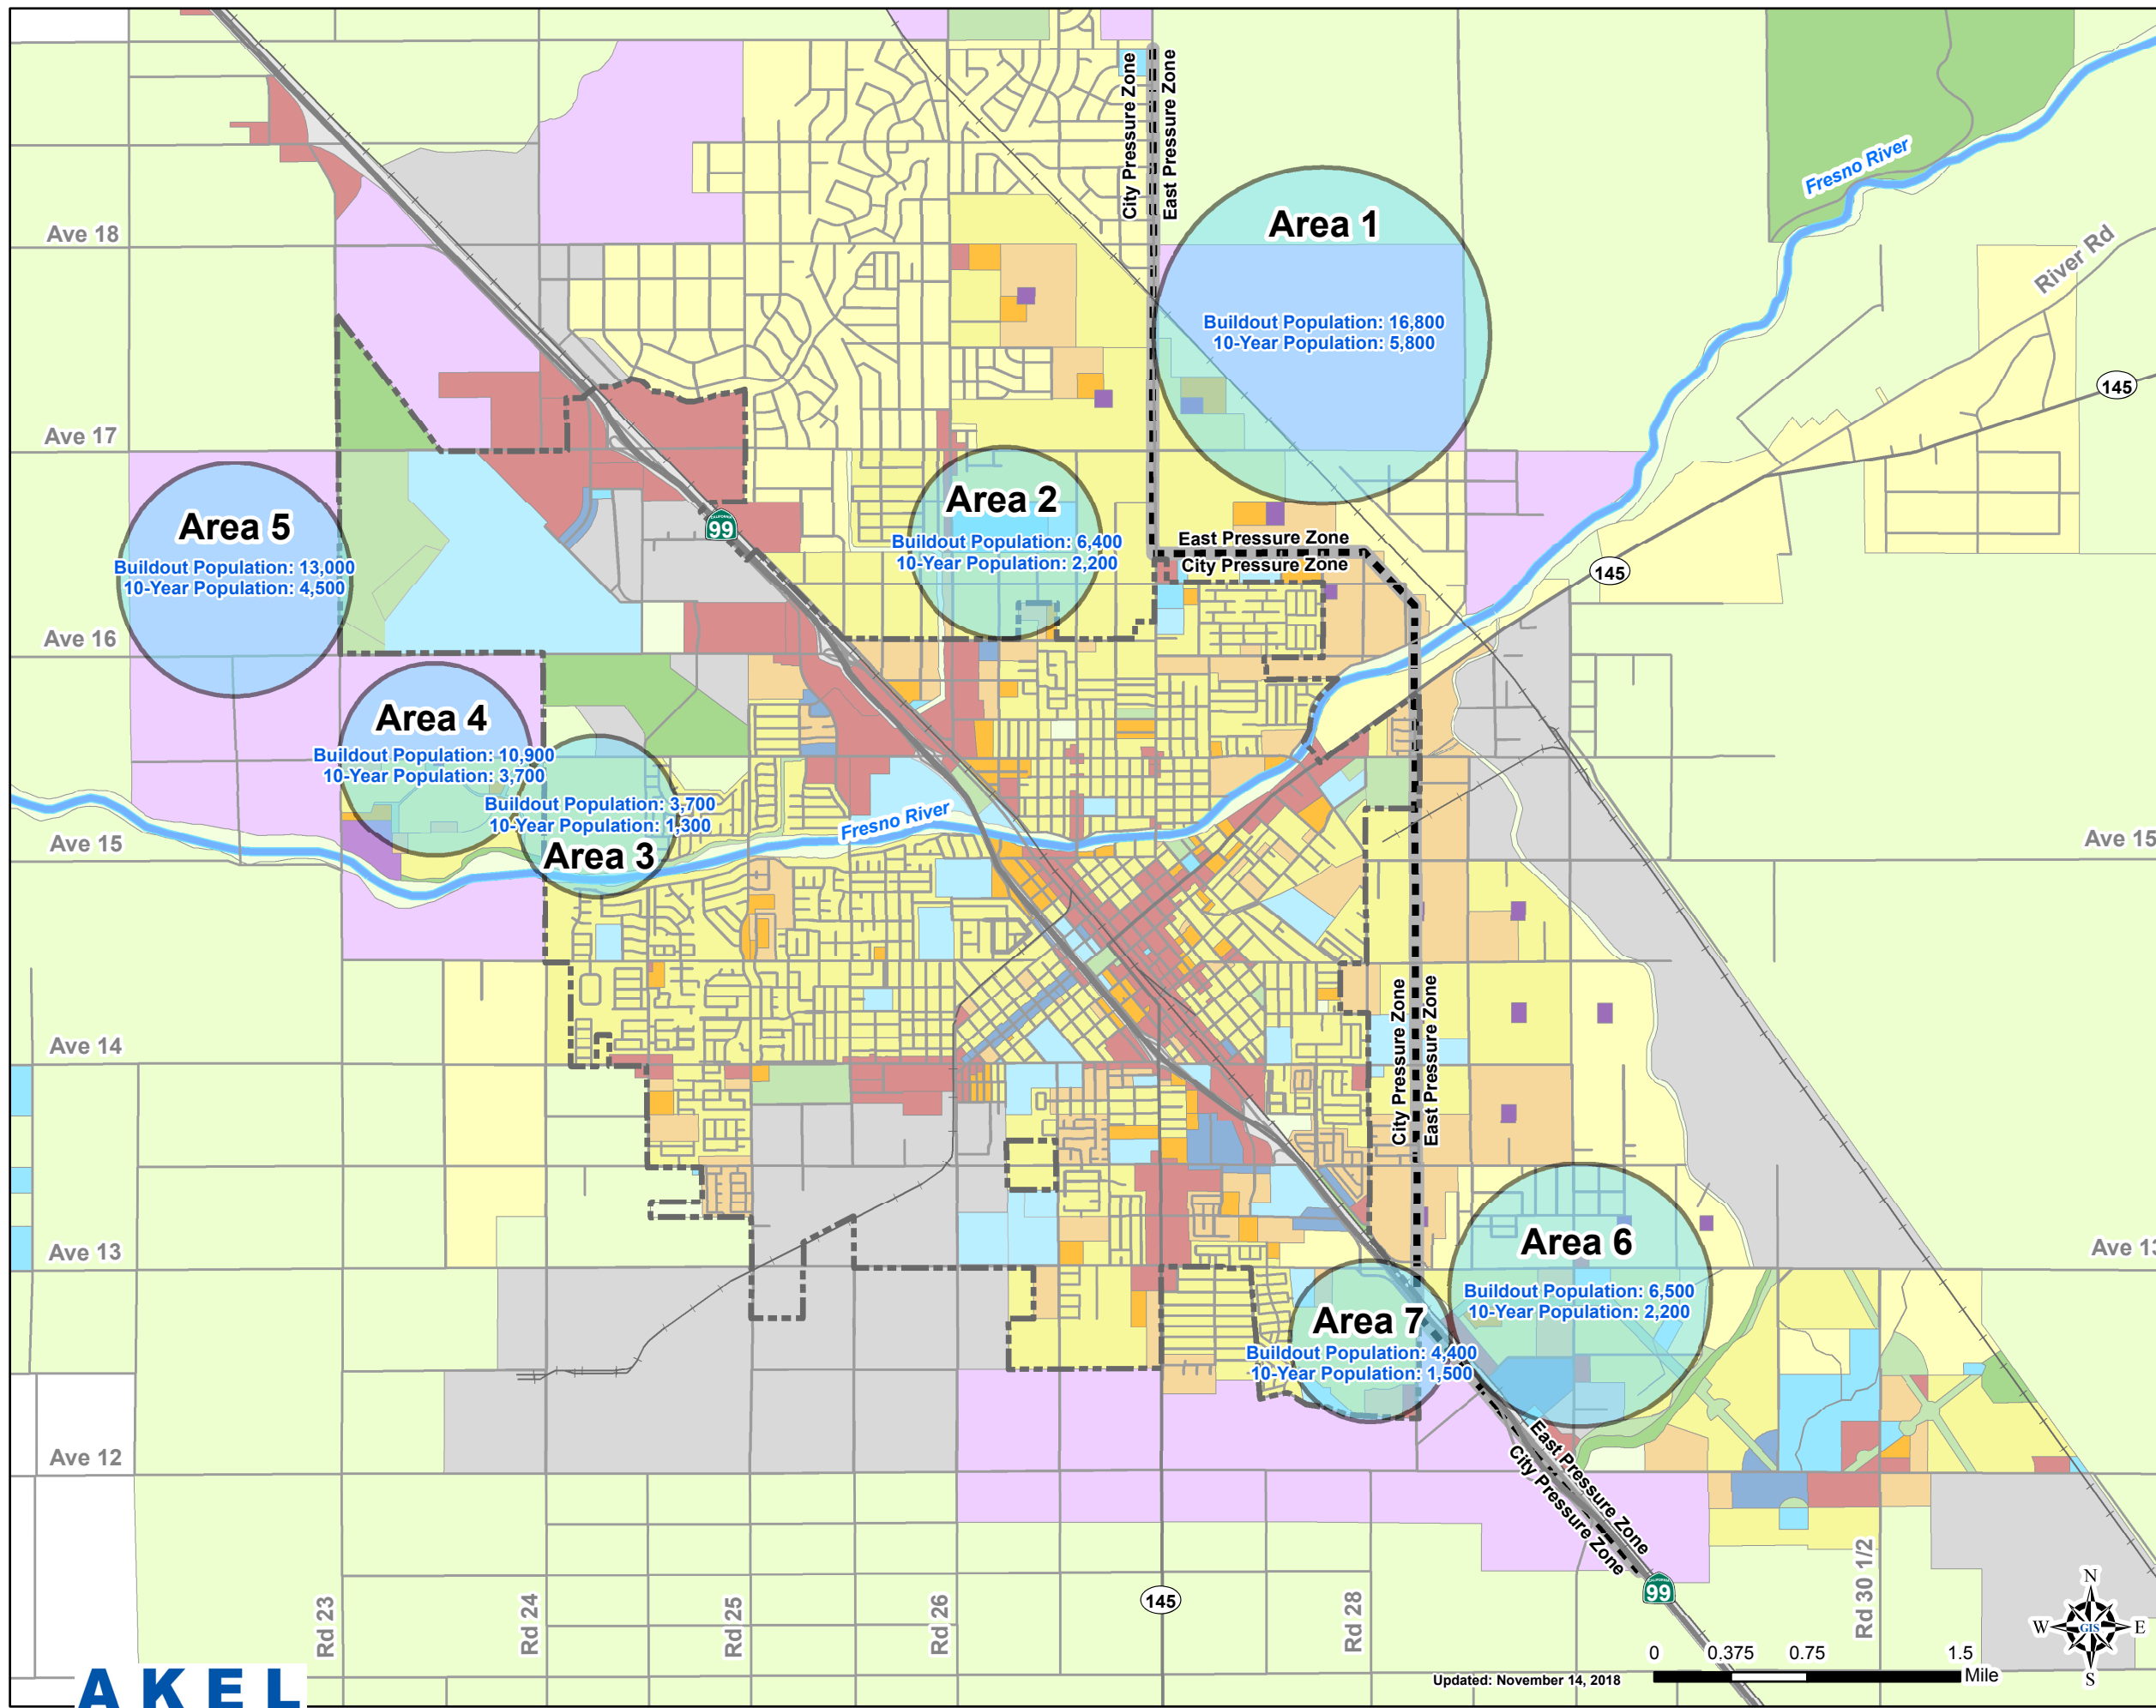 City Pressure Zone
East Pressure Zone
Fresno River
Ave 18
Area 1
River Rd
Buildout Population: 16,800
10-Year Population: 5,800
145
Ave 17
Area 2
Area 5
CALIFORNIA
99
Buildout Population: 6,400
10-Year Population: 2,200
East Pressure Zone
City Pressure Zone
Buildout Population: 13,000
10-Year Population: 4,500
145
Ave 16
Area 4
Buildout Population: 10,900
10-Year Population: 3,700
Buildout Population: 3,700
10-Year Population: 1,300
Area 3
Fresno River
Ave 15
Ave 15
City Pressure Zone
East Pressure Zone
Ave 14
Ave 13
Ave 13
Area 6
Buildout Population: 6,500
10-Year Population: 2,200
Area 7
Buildout Population: 4,400
10-Year Population: 1,500
Ave 12
East Pressure Zone
City Pressure Zone
Rd 23
Rd 24
Rd 25
Rd 26
145
Rd 28
CALIFORNIA
99
Rd 30 1/2
N
W
GIS
E
S
0
0.375
0.75
1.5
Mile
Updated: November 14, 2018
AKEL